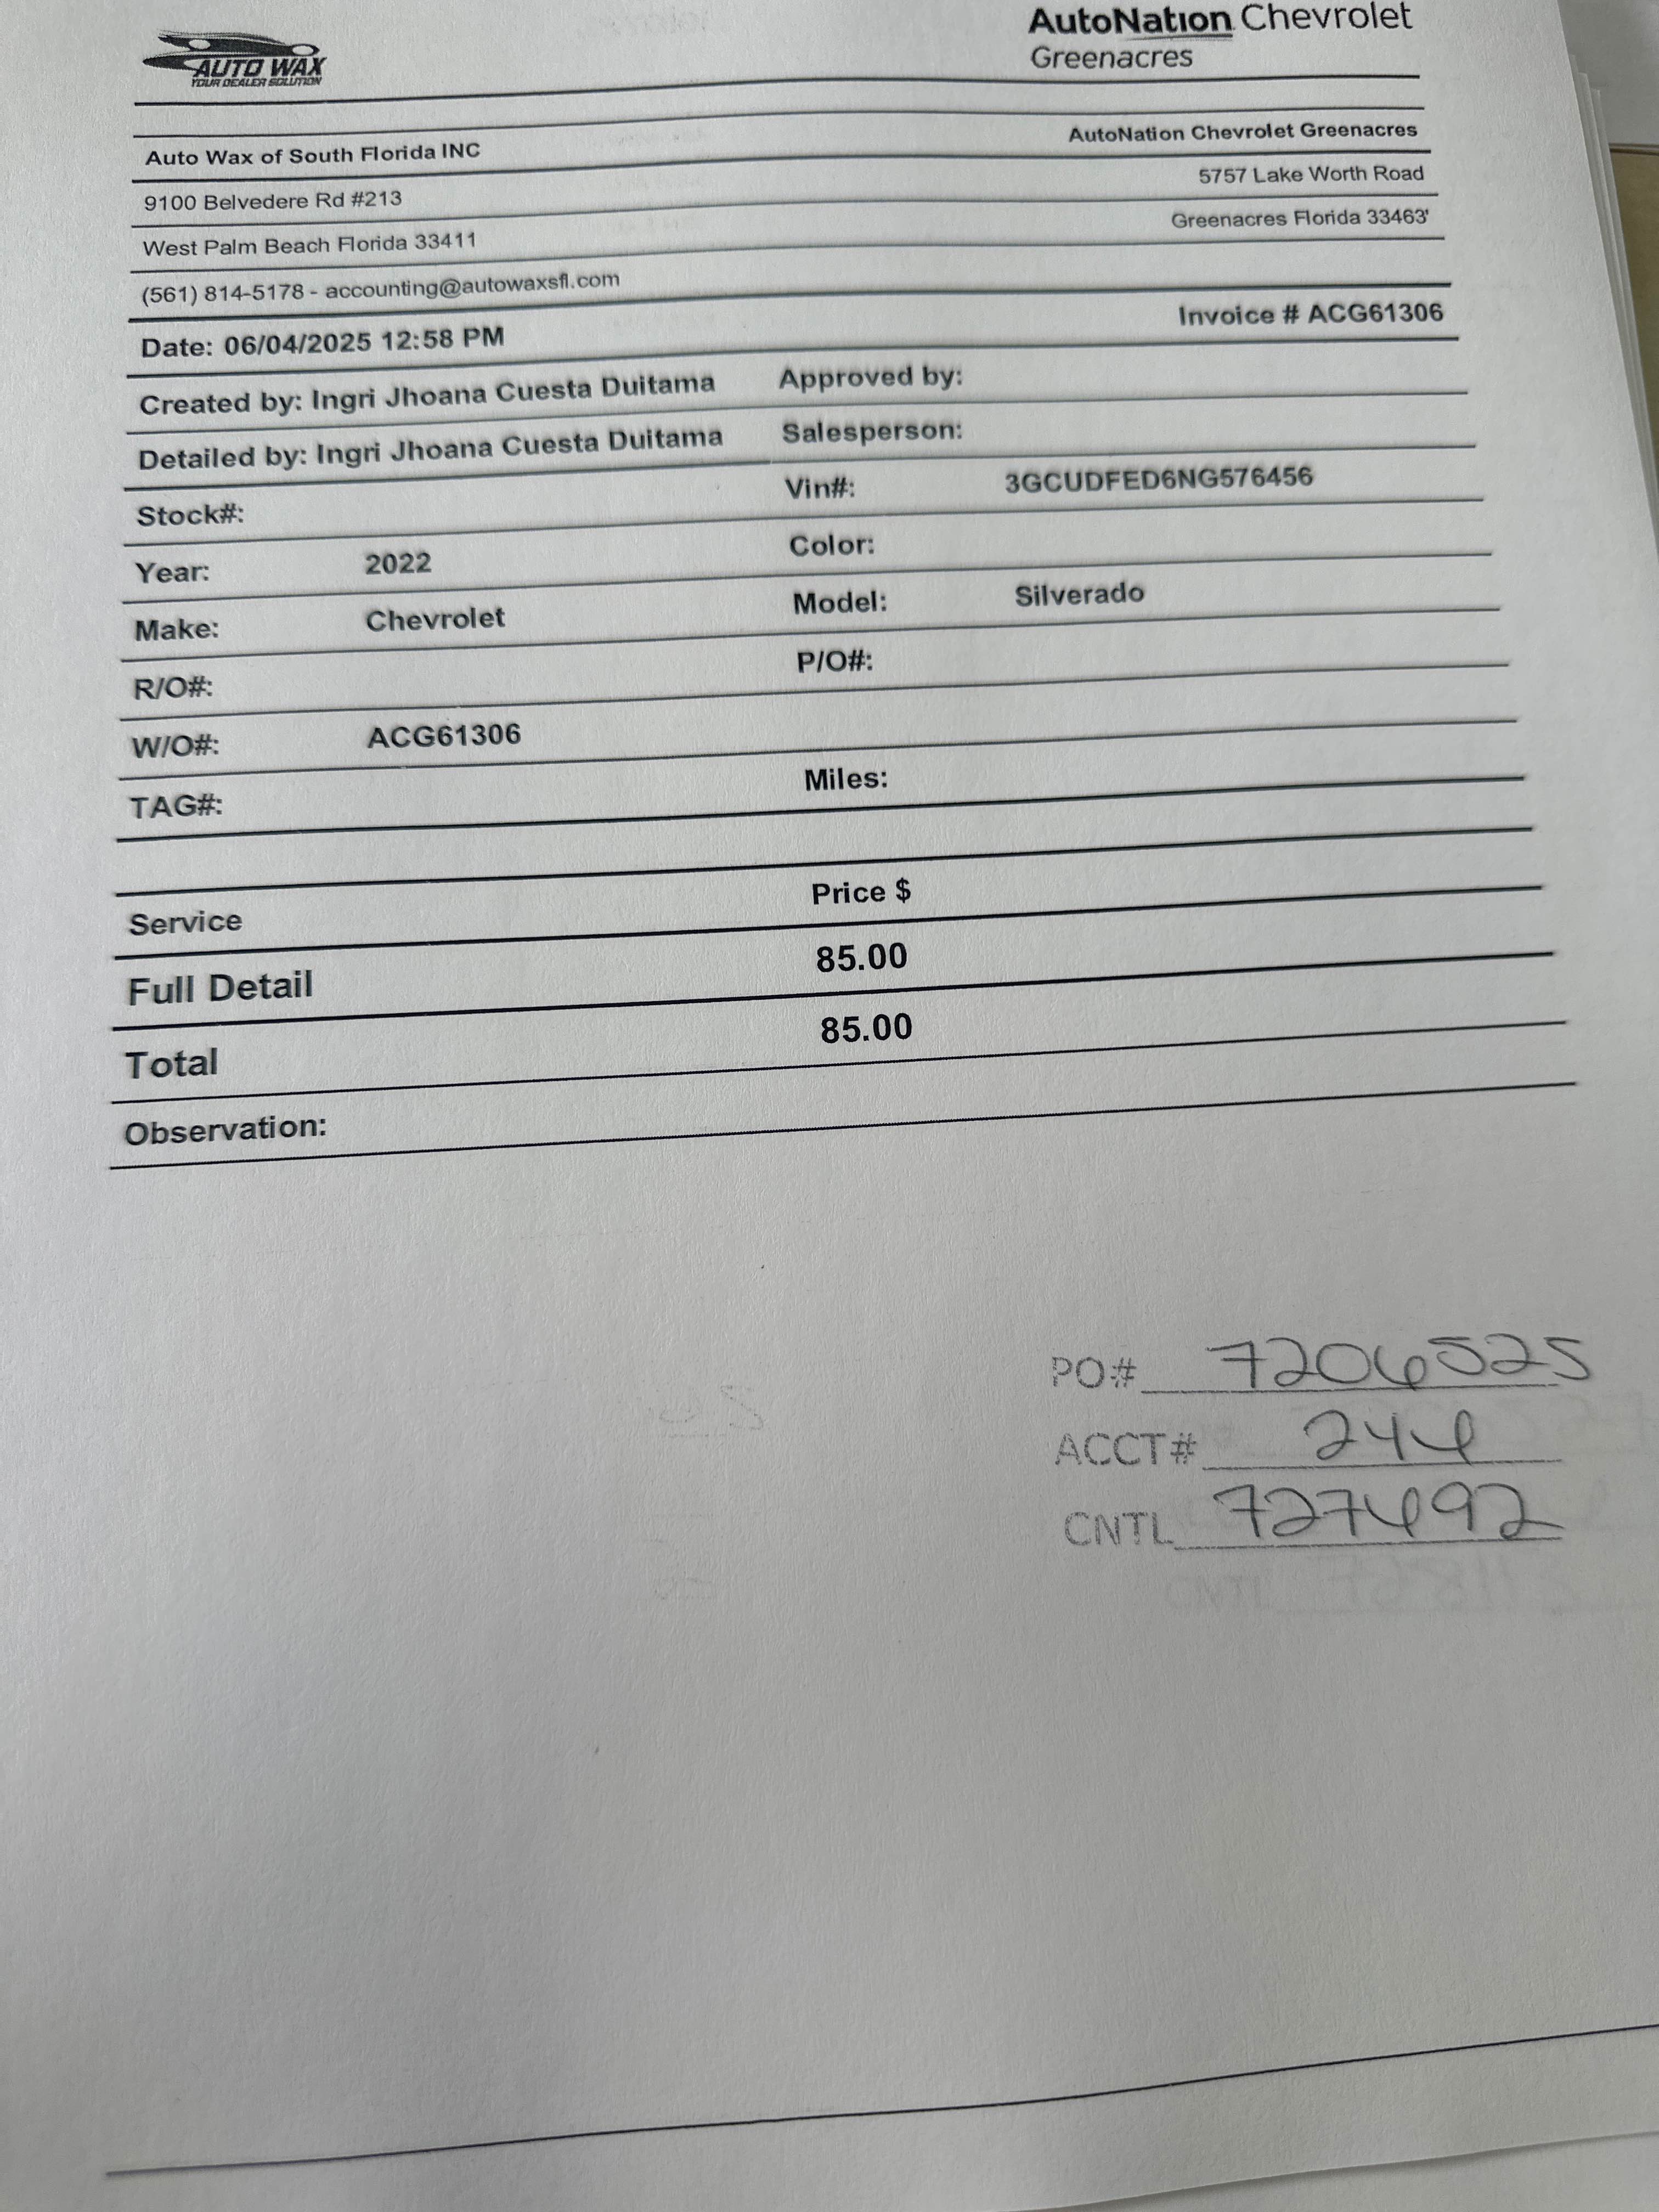 AUTO WAX
YOUR DEALER SOLUTION
AutoNation Chevrolet
Greenacres
Auto Wax of South Florida INC AutoNation Chevrolet Greenacres
9100 Belvedere Rd #213 5757 Lake Worth Road
West Palm Beach Florida 33411 Greenacres Florida 33463'
(561) 814-5178 - accounting@autowaxsfl.com
Date: 06/04/2025 12:58 PM Invoice # ACG61306
Created by: Ingri Jhoana Cuesta Duitama Approved by:
Detailed by: Ingri Jhoana Cuesta Duitama Salesperson:
Stock#: Vin#: 3GCUDFED6NG576456
Year: 2022 Color:
Make: Chevrolet Model: Silverado
R/O#: P/O#:
W/O#: ACG61306
TAG#: Miles:
Service Price $
Full Detail 85.00
Total 85.00
Observation:
PO# 7206525
ACCT# 244
CNTL 727492